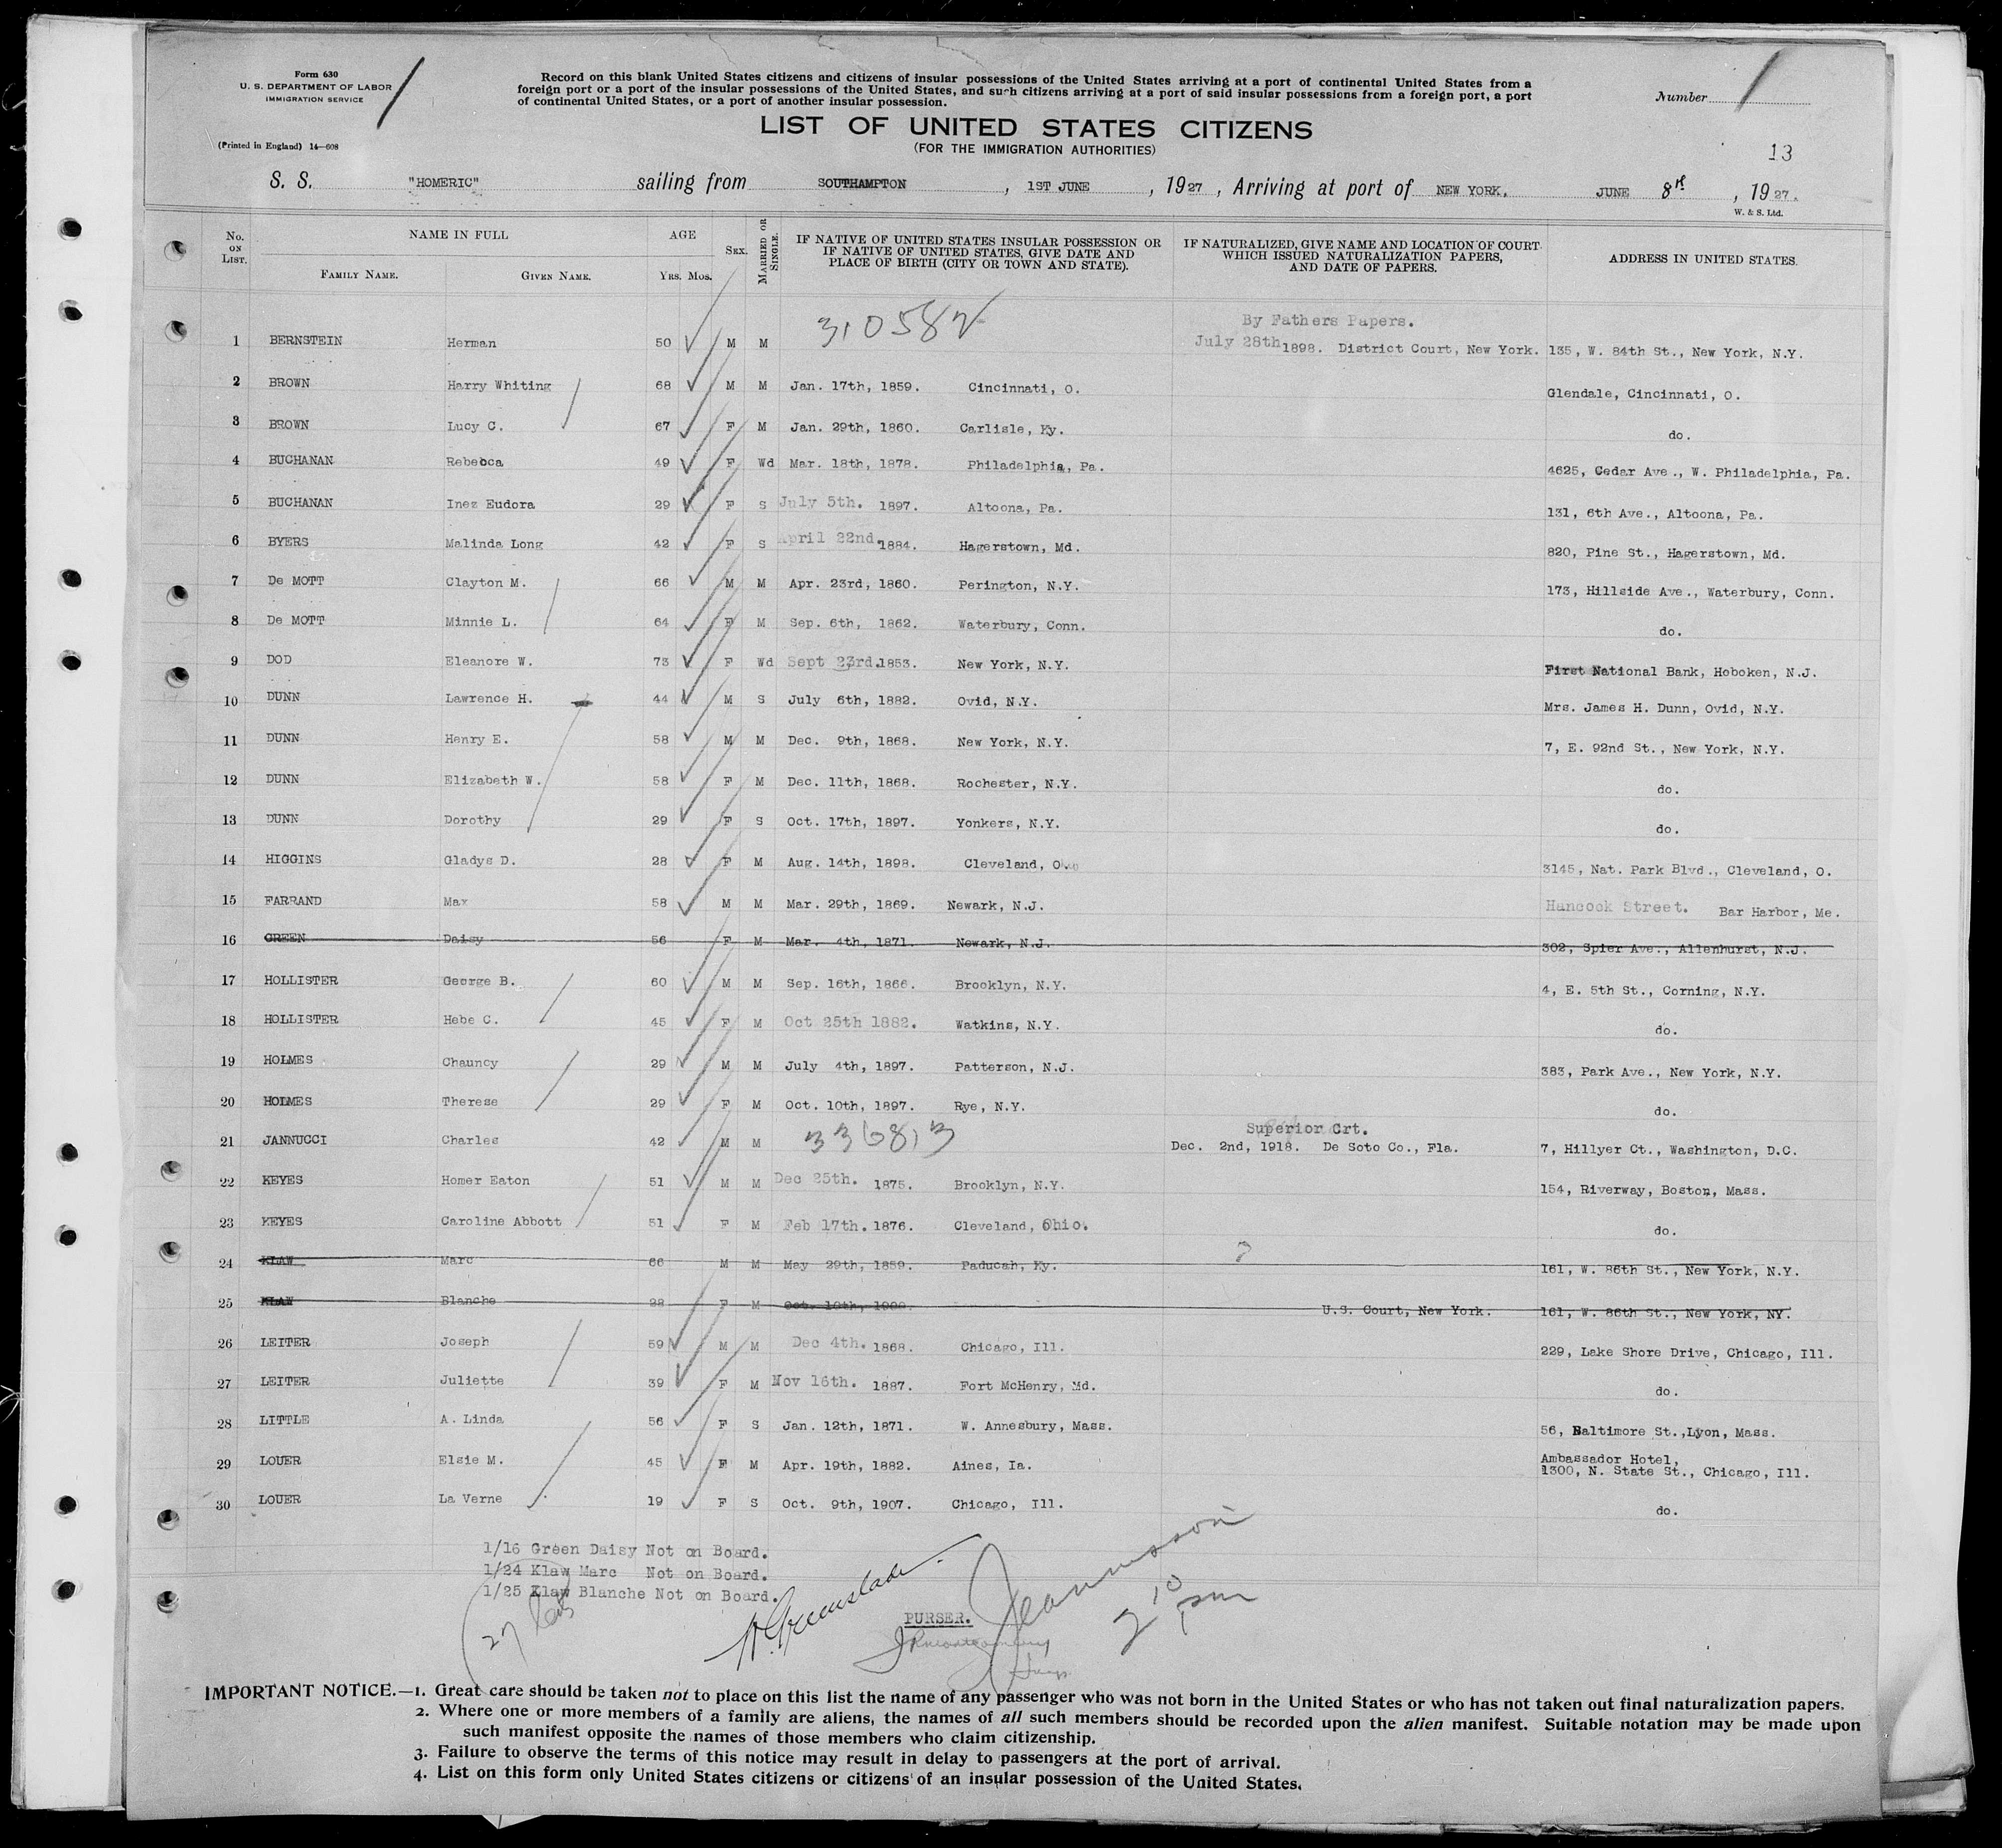 Form 630
U. S. DEPARTMENT OF LABOR
IMMIGRATION SERVICE
(Printed in England) 14—608
Record on this blank United States citizens and citizens of insular possessions of the United States arriving at a port of continental United States from a
foreign port or a port of the insular possessions of the United States, and such citizens arriving at a port of said insular possessions from a foreign port, a port
of continental United States, or a port of another insular possession.
Number
LIST OF UNITED STATES CITIZENS
(FOR THE IMMIGRATION AUTHORITIES)
13
S. S. "HOMERIC" sailing from SOUTHAMPTON, 1ST JUNE, 1927, Arriving at port of NEW YORK. JUNE 8th, 1927.
W. & S. Ltd.
No. ON LIST. NAME IN FULL FAMILY NAME. GIVEN NAME. AGE YRS. MOS. SEX. MARRIED OR SINGLE. IF NATIVE OF UNITED STATES INSULAR POSSESSION OR IF NATIVE OF UNITED STATES, GIVE DATE AND PLACE OF BIRTH (CITY OR TOWN AND STATE). IF NATURALIZED, GIVE NAME AND LOCATION OF COURT WHICH ISSUED NATURALIZATION PAPERS, AND DATE OF PAPERS. ADDRESS IN UNITED STATES.
310582 By Fathers Papers.
1 BERNSTEIN Herman 50 M M July 28th 1898. District Court, New York. 135, W. 84th St., New York, N.Y.
2 BROWN Harry Whiting 68 M M Jan. 17th, 1859. Cincinnati, O. Glendale, Cincinnati, O.
3 BROWN Lucy C. 67 F M Jan. 29th, 1860. Carlisle, Ky. do.
4 BUCHANAN Rebecca 49 F Wd Mar. 18th, 1878. Philadelphia, Pa. 4625, Cedar Ave., W. Philadelphia, Pa.
5 BUCHANAN Inez Eudora 29 F S July 5th. 1897. Altoona, Pa. 131, 6th Ave., Altoona, Pa.
6 BYERS Malinda Long 42 F S April 22nd. 1884. Hagerstown, Md. 820, Pine St., Hagerstown, Md.
7 De MOTT Clayton M. 66 M M Apr. 23rd, 1860. Perington, N.Y. 173, Hillside Ave., Waterbury, Conn.
8 De MOTT Minnie L. 64 F M Sep. 6th, 1862. Waterbury, Conn. do.
9 DOD Eleanore W. 73 F Wd Sept 23rd. 1853. New York, N.Y. First National Bank, Hoboken, N.J.
10 DUNN Lawrence H. 44 M S July 6th, 1882. Ovid, N.Y. Mrs. James H. Dunn, Ovid, N.Y.
11 DUNN Henry E. 58 M M Dec. 9th, 1868. New York, N.Y. 7, E. 92nd St., New York, N.Y.
12 DUNN Elizabeth W. 58 F M Dec. 11th, 1868. Rochester, N.Y. do.
13 DUNN Dorothy 29 F S Oct. 17th, 1897. Yonkers, N.Y. do.
14 HIGGINS Gladys D. 28 F M Aug. 14th, 1898. Cleveland, Ohio 3145, Nat. Park Blvd., Cleveland, O.
15 FARRAND Max 58 M M Mar. 29th, 1869. Newark, N.J. Hancock Street. Bar Harbor, Me.
16 GREEN Daisy 56 F M Mar. 4th, 1871. Newark, N.J. 302, Spier Ave., Allenhurst, N.J.
17 HOLLISTER George B. 60 M M Sep. 16th, 1866. Brooklyn, N.Y. 4, E. 5th St., Corning, N.Y.
18 HOLLISTER Hebe C. 45 F M Oct 25th 1882. Watkins, N.Y. do.
19 HOLMES Chauncy 29 M M July 4th, 1897. Patterson, N.J. 383, Park Ave., New York, N.Y.
20 HOLMES Therese 29 F M Oct. 10th, 1897. Rye, N.Y. do.
Superior Crt.
21 JANNUCCI Charles 42 M M 336813 Dec. 2nd, 1918. De Soto Co., Fla. 7, Hillyer Ct., Washington, D.C.
22 KEYES Homer Eaton 51 M M Dec 25th. 1875. Brooklyn, N.Y. 154, Riverway, Boston, Mass.
23 KEYES Caroline Abbott 51 F M Feb 17th. 1876. Cleveland, Ohio. do.
24 KLAW Marc 66 M M May 29th, 1859. Paducah, Ky. ? 161, W. 86th St., New York, N.Y.
25 KLAW Blanche 28 F M Oct. 10th, U.S. Court, New York. 161, W. 86th St., New York, NY.
26 LEITER Joseph 59 M M Dec 4th. 1868. Chicago, Ill. 229, Lake Shore Drive, Chicago, Ill.
27 LEITER Juliette 39 F M Nov 16th. 1887. Fort McHenry, Md. do.
28 LITTLE A. Linda 56 F S Jan. 12th, 1871. W. Annesbury, Mass. 56, Baltimore St., Lyon, Mass.
29 LOUER Elsie M. 45 F M Apr. 19th, 1882. Aines, Ia. Ambassador Hotel, 1300, N. State St., Chicago, Ill.
30 LOUER La Verne 19 F S Oct. 9th, 1907. Chicago, Ill. do.
1/16 Green Daisy Not on Board.
1/24 Klaw Marc Not on Board.
1/25 Klaw Blanche Not on Board.
27
PURSER.
2 10 pm
IMPORTANT NOTICE.—1. Great care should be taken not to place on this list the name of any passenger who was not born in the United States or who has not taken out final naturalization papers.
2. Where one or more members of a family are aliens, the names of all such members should be recorded upon the alien manifest. Suitable notation may be made upon
such manifest opposite the names of those members who claim citizenship.
3. Failure to observe the terms of this notice may result in delay to passengers at the port of arrival.
4. List on this form only United States citizens or citizens of an insular possession of the United States.